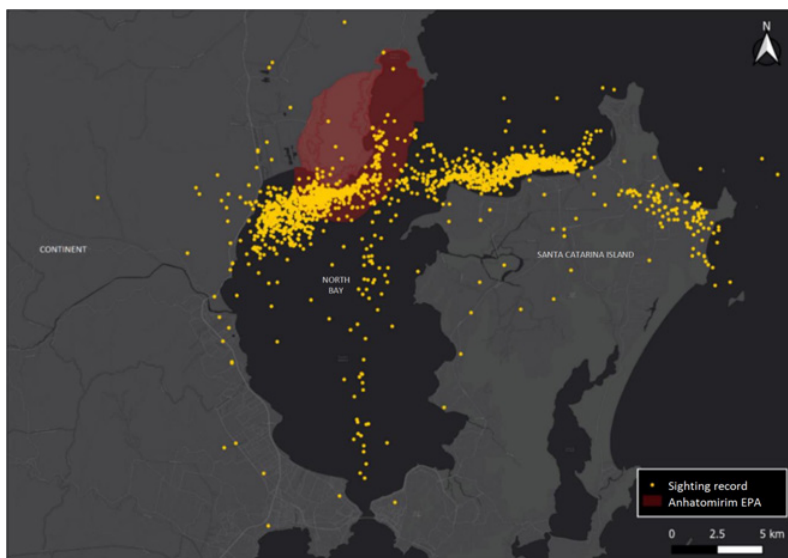 N
CONTINENT
SANTA CATARINA ISLAND
NORTH
BAY
Sighting record
Anhatomirim EPA
0 2.5 5 km